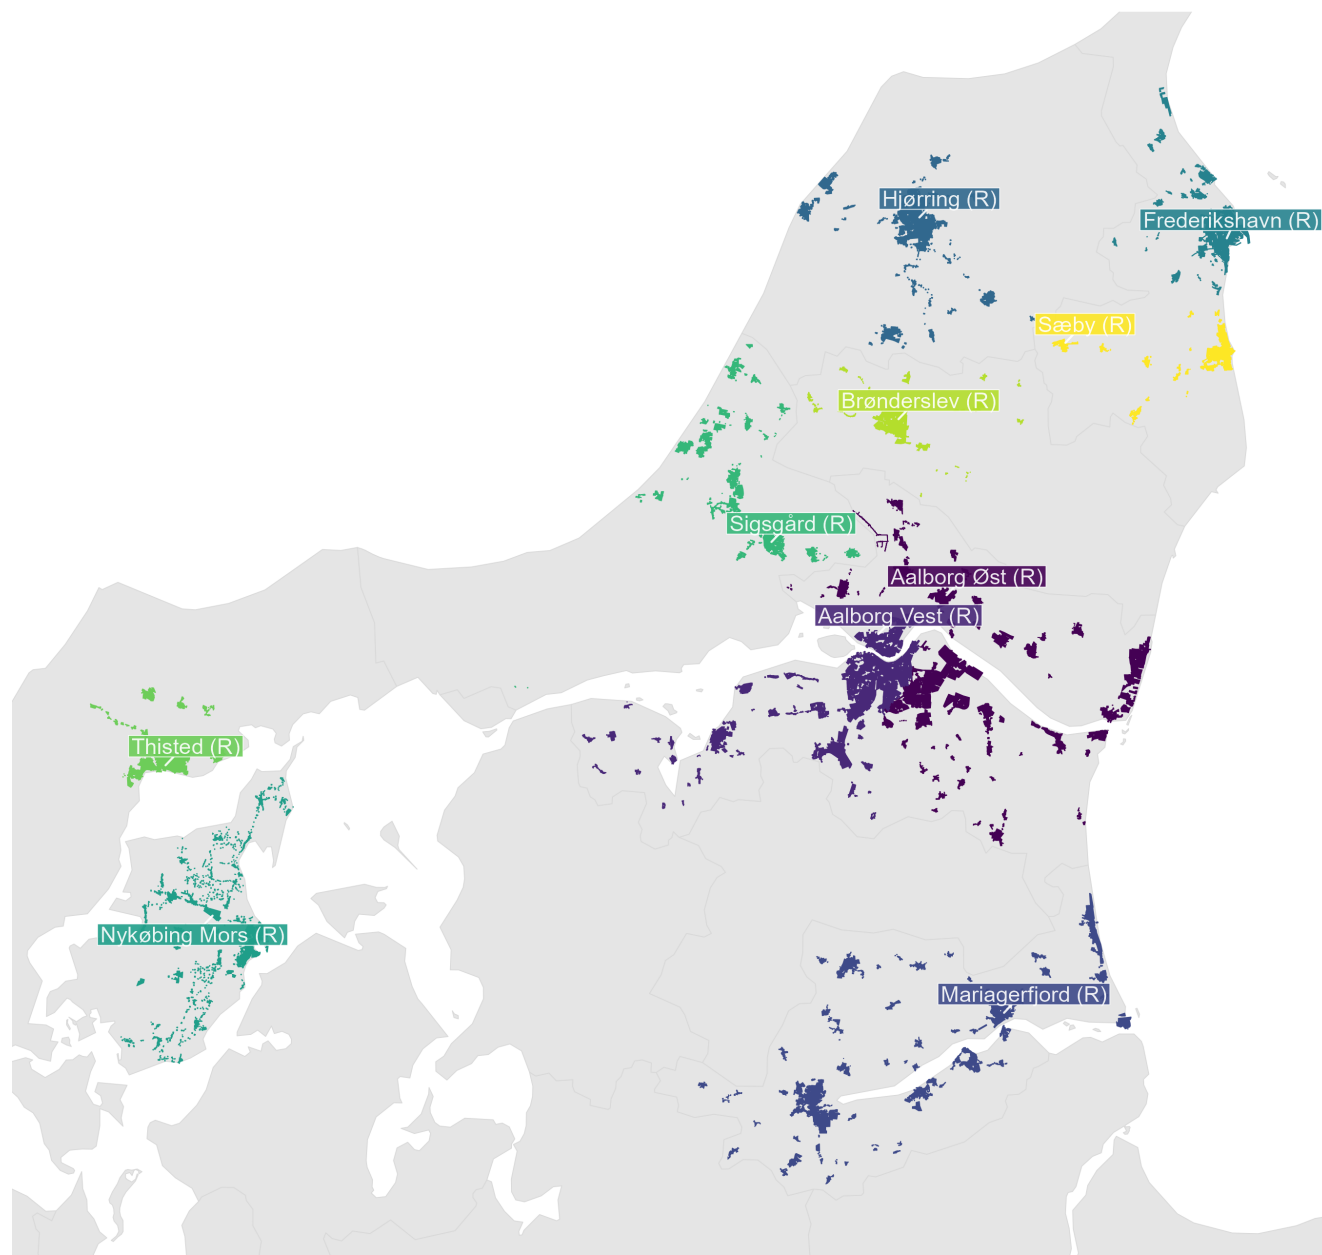 Hjørring (R)
Frederikshavn (R)
Sæby (R)
Brønderslev (R)
Sigsgård (R)
Aalborg Øst (R)
Aalborg Vest (R)
Thisted (R)
Nykøbing Mors (R)
Mariagerfjord (R)